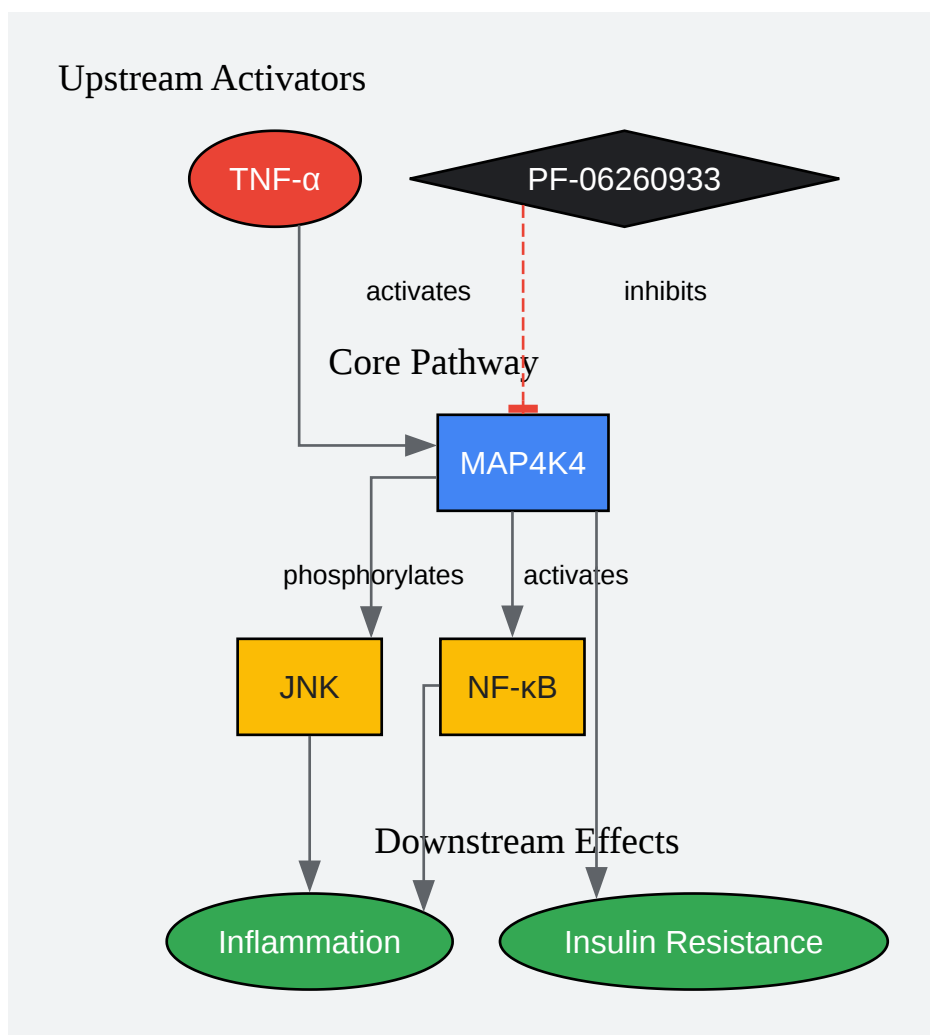 Upstream Activators
TNF-α
PF-06260933
activates
inhibits
Core Pathway
MAP4K4
phosphorylates
activates
JNK
NF-κB
Downstream Effects
Inflammation
Insulin Resistance